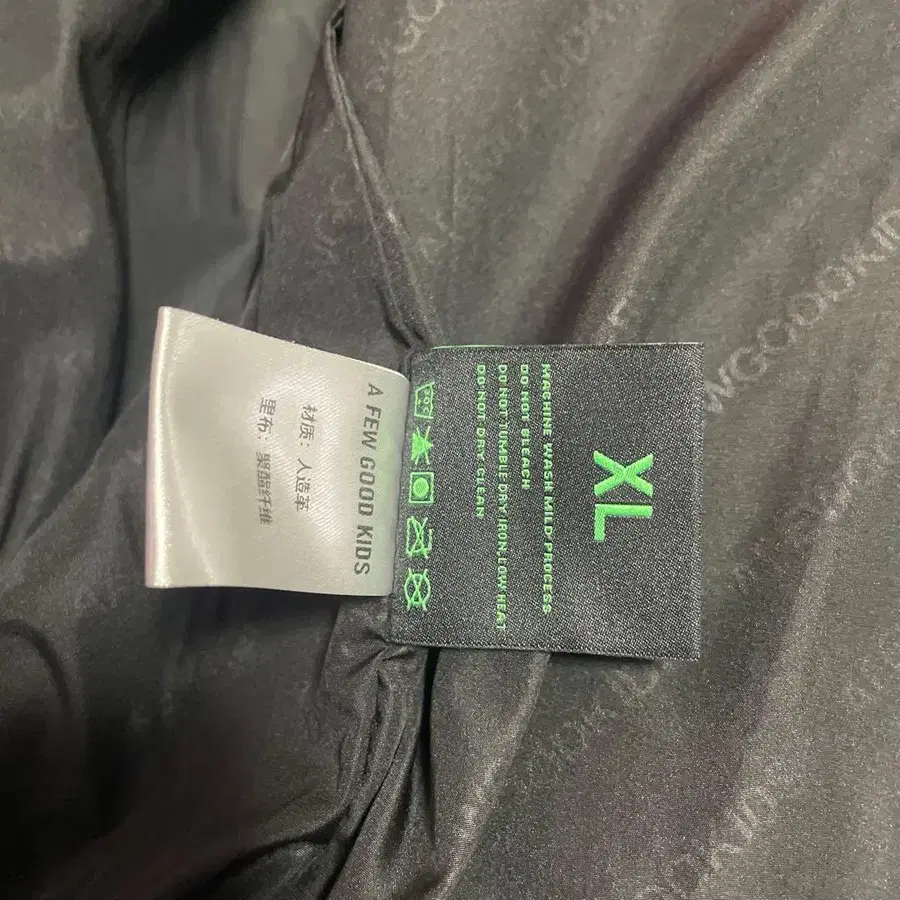 XL
MACHINE WASH MILD PROCESS
DO NOT BLEACH
DO NOT TUMBLE DRY IRON LOW HEAT
DO NOT DRY CLEAN
A FEW GOOD KIDS
材质：人造革
里布：聚酯纤维